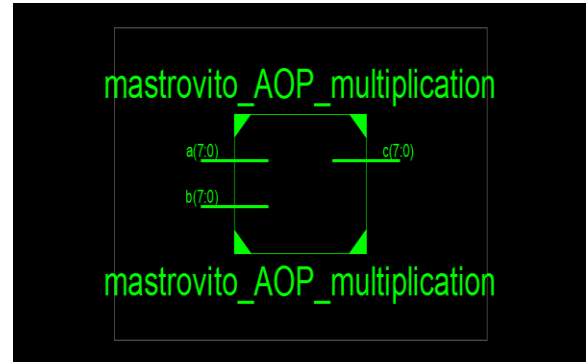 mastrovito_AOP_multiplication
a(7:0)
c(7:0)
b(7:0)
mastrovito_AOP_multiplication